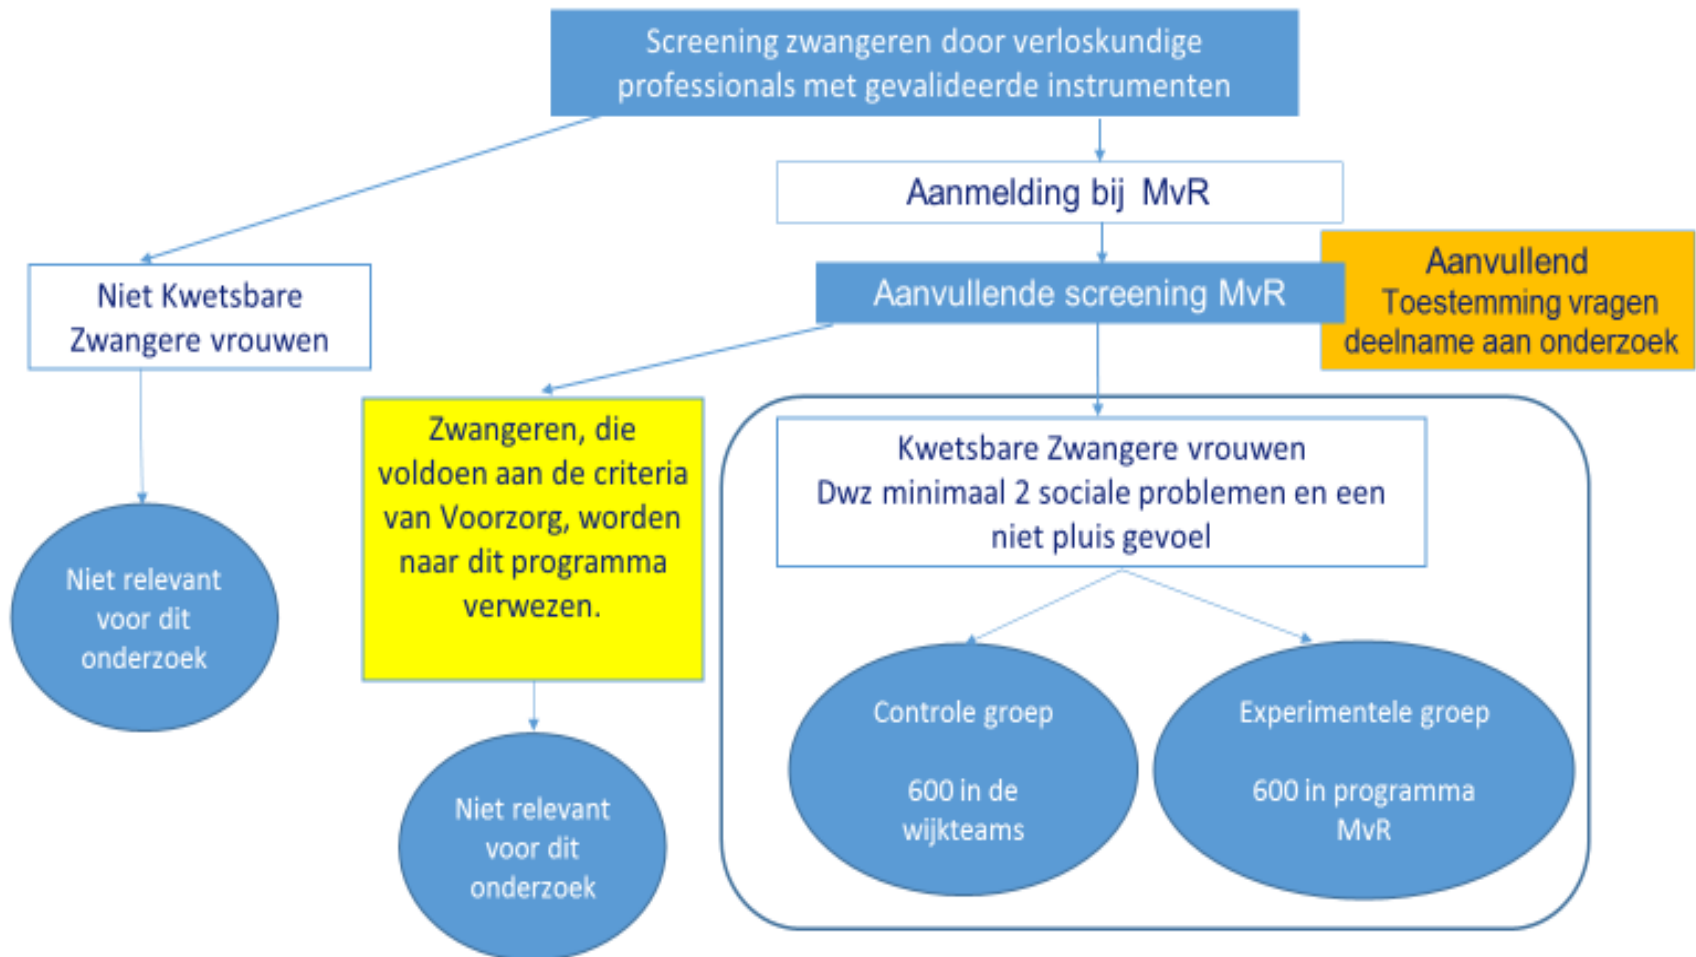 Screening zwangeren door verloskundige
professionals met gevalideerde instrumenten
Aanmelding bij MvR
Aanvullende screening MvR
Aanvullend
Toestemming vragen
deelname aan onderzoek
Niet Kwetsbare
Zwangere vrouwen
Niet relevant
voor dit
onderzoek
Zwangeren, die
voldoen aan de criteria
van Voorzorg, worden
naar dit programma
verwezen.
Niet relevant
voor dit
onderzoek
Kwetsbare Zwangere vrouwen
Dwz minimaal 2 sociale problemen en een
niet pluis gevoel
Controle groep
600 in de
wijkteams
Experimentele groep
600 in programma
MvR